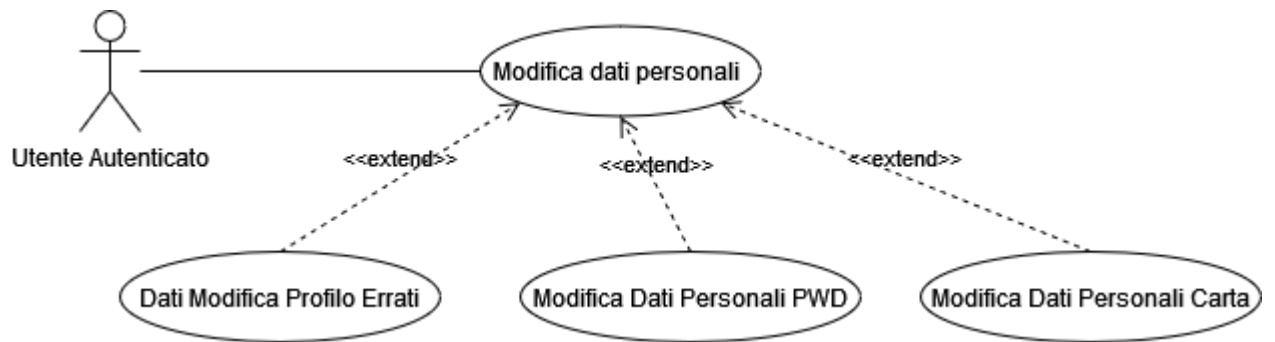 Modifica dati personali
Utente Autenticato
<<extend>>
<<extend>>
<<extend>>
Dati Modifica Profilo Errati
Modifica Dati Personali PWD
Modifica Dati Personali Carta